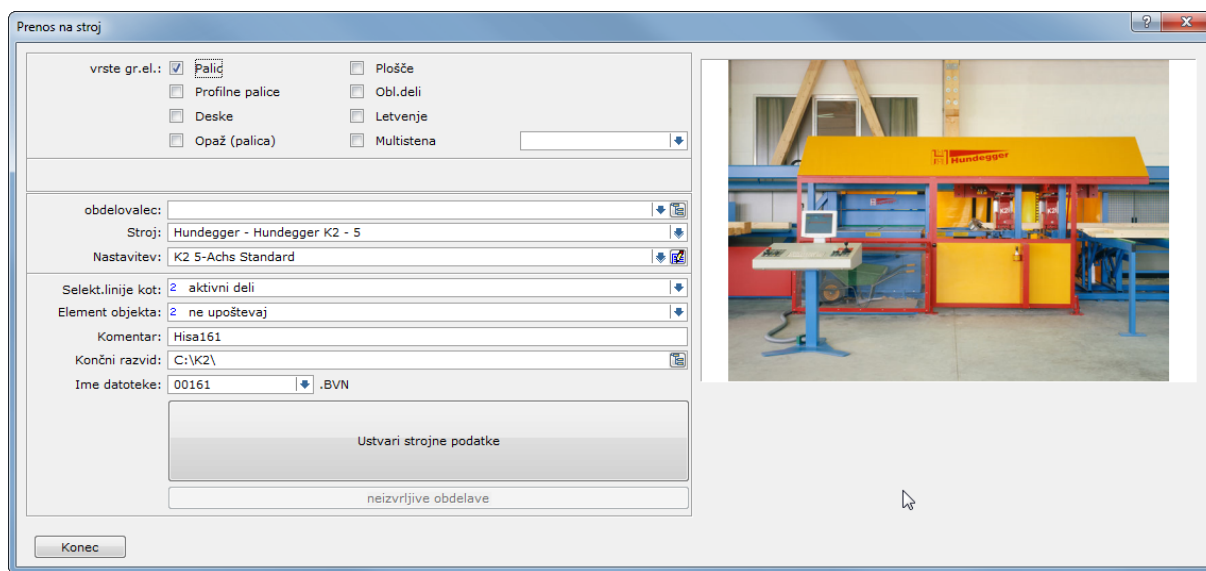 Prenos na stroj
vrste gr.el.: Palic Plošče
Profilne palice Obl.deli
Deske Letvenje
Opaž (palica) Multistena
obdelovalec:
Stroj: Hundegger - Hundegger K2 - 5
Nastavitev: K2 5-Achs Standard
Selekt.linije kot: 2 aktivni deli
Element objekta: 2 ne upoštevaj
Komentar: Hisa161
Končni razvid: C:\K2\
Ime datoteke: 00161 .BVN
Ustvari strojne podatke
neizvrljive obdelave
Konec
Hundegger